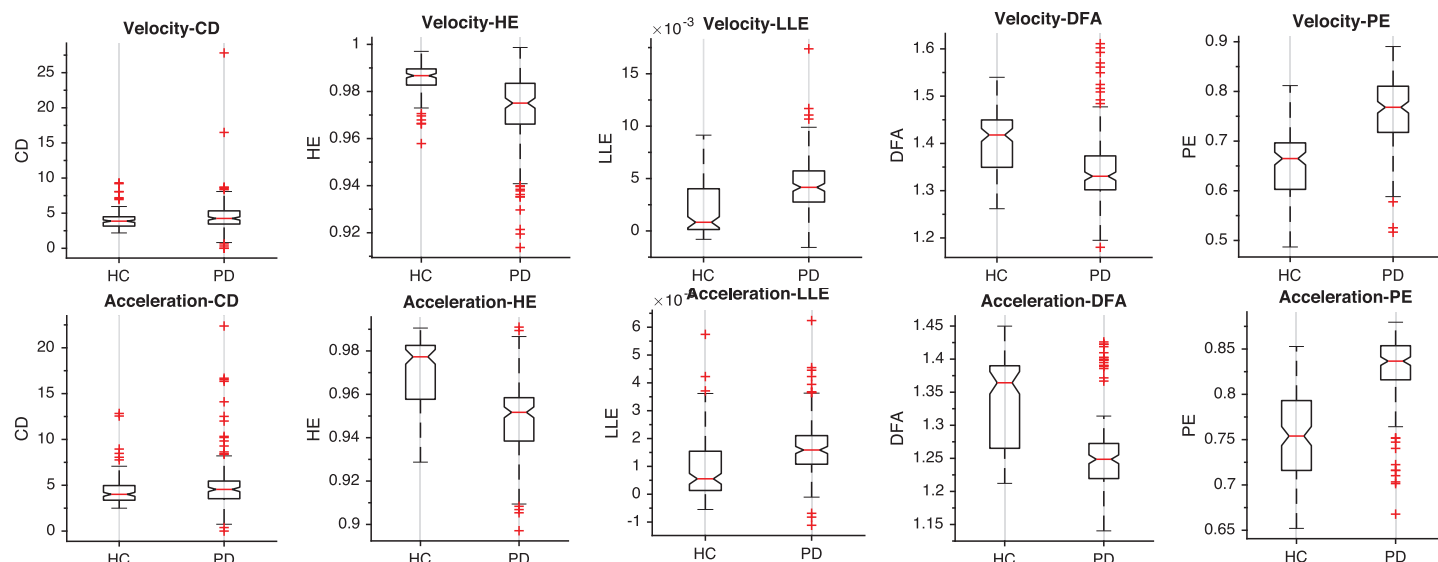 Velocity-CD
CD
25
20
15
10
5
0
HC PD
Velocity-HE
HE
1
0.98
0.96
0.94
0.92
HC PD
Velocity-LLE
×10-3
LLE
15
10
5
0
HC PD
Velocity-DFA
DFA
1.6
1.5
1.4
1.3
1.2
HC PD
Velocity-PE
PE
0.9
0.8
0.7
0.6
0.5
HC PD
Acceleration-CD
CD
20
15
10
5
0
HC PD
Acceleration-HE
HE
0.98
0.96
0.94
0.92
0.9
HC PD
Acceleration-LLE
×10
LLE
6
5
4
3
2
1
0
-1
HC PD
Acceleration-DFA
DFA
1.45
1.4
1.35
1.3
1.25
1.2
1.15
HC PD
Acceleration-PE
PE
0.85
0.8
0.75
0.7
0.65
HC PD